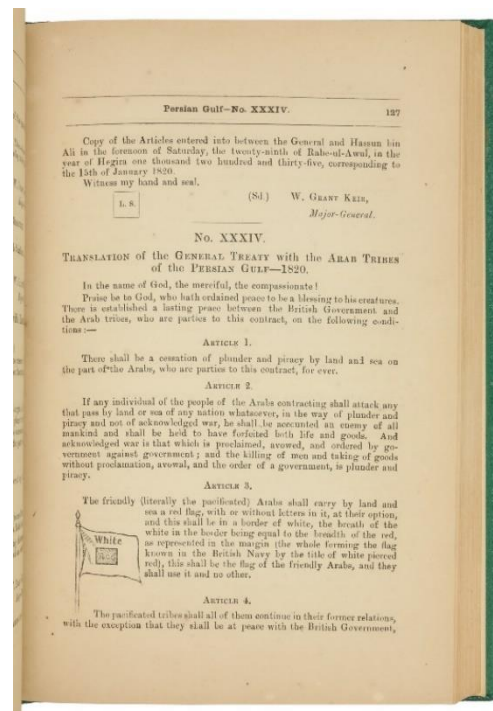 Persian Gulf—No. XXXIV. 127
Copy of the Articles entered into between the General and Hassun bin
Ali in the forenoon of Saturday, the twenty-ninth of Rabe-ul-Awul, in the
year of Hegira one thousand two hundred and thirty-five, corresponding to
the 15th of January 1820.
Witness my hand and seal.
L. S.
(Sd.) W. GRANT KEIR,
Major-General.
No. XXXIV.
TRANSLATION of the GENERAL TREATY with the ARAB TRIBES
of the PERSIAN GULF—1820.
In the name of God, the merciful, the compassionate!
Praise be to God, who hath ordained peace to be a blessing to his creatures.
There is established a lasting peace between the British Government and
the Arab tribes, who are parties to this contract, on the following condi-
tions:—
ARTICLE 1.
There shall be a cessation of plunder and piracy by land and sea on
the part of the Arabs, who are parties to this contract, for ever.
ARTICLE 2.
If any individual of the people of the Arabs contracting shall attack any
that pass by land or sea of any nation whatsoever, in the way of plunder and
piracy and not of acknowledged war, he shall be accounted an enemy of all
mankind and shall be held to have forfeited both life and goods. And
acknowledged war is that which is proclaimed, avowed, and ordered by go-
vernment against government; and the killing of men and taking of goods
without proclamation, avowal, and the order of a government, is plunder and
piracy.
ARTICLE 3.
The friendly (literally the pacificated) Arabs shall carry by land and
sea a red flag, with or without letters in it, at their option,
and this shall be in a border of white, the breath of the
white in the border being equal to the breadth of the red,
as represented in the margin (the whole forming the flag
known in the British Navy by the title of white pierced
red), this shall be the flag of the friendly Arabs, and they
shall use it and no other.
White
Red
ARTICLE 4.
The pacificated tribes shall all of them continue in their former relations,
with the exception that they shall be at peace with the British Government,